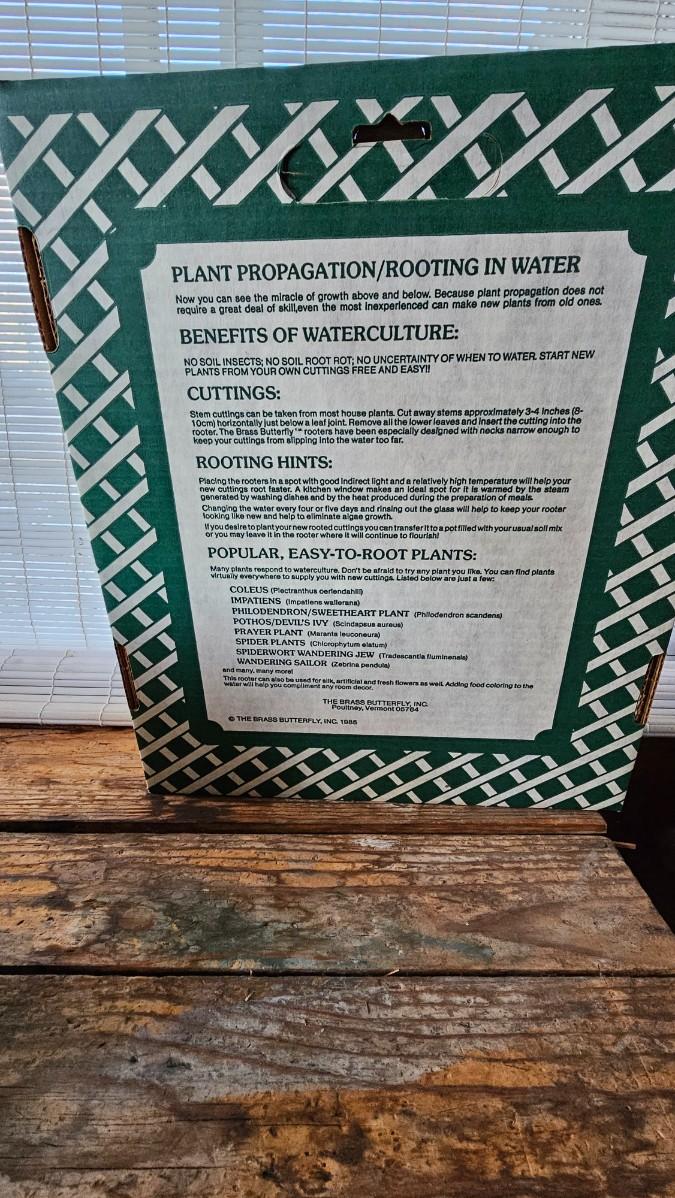 PLANT PROPAGATION/ROOTING IN WATER
Now you can see the miracle of growth above and below. Because plant propagation does not
require a great deal of skill,even the most inexperienced can make new plants from old ones.
BENEFITS OF WATERCULTURE:
NO SOIL INSECTS; NO SOIL ROOT ROT; NO UNCERTAINTY OF WHEN TO WATER. START NEW
PLANTS FROM YOUR OWN CUTTINGS FREE AND EASY!!
CUTTINGS:
Stem cuttings can be taken from most house plants. Cut away stems approximately 3-4 inches (8-
10cm) horizontally just below a leaf joint. Remove all the lower leaves and insert the cutting into the
rooter. The Brass Butterfly™ rooters have been especially designed with necks narrow enough to
keep your cuttings from slipping into the water too far.
ROOTING HINTS:
Placing the rooters in a spot with good indirect light and a relatively high temperature will help your
new cuttings root faster. A kitchen window makes an ideal spot for it is warmed by the steam
generated by washing dishes and by the heat produced during the preparation of meals.
Changing the water every four or five days and rinsing out the glass will help to keep your rooter
looking like new and help to eliminate algae growth.
If you desire to plant your new rooted cuttings you can transfer it to a pot filled with your usual soil mix
or you may leave it in the rooter where it will continue to flourish!
POPULAR, EASY-TO-ROOT PLANTS:
Many plants respond to waterculture. Don't be afraid to try any plant you like. You can find plants
virtually everywhere to supply you with new cuttings. Listed below are just a few:
COLEUS (Plectranthus oertendahlii)
IMPATIENS (Impatiens wallerana)
PHILODENDRON/SWEETHEART PLANT (Philodendron scandens)
POTHOS/DEVIL'S IVY (Scindapsus aureus)
PRAYER PLANT (Maranta leuconeura)
SPIDER PLANTS (Chlorophytum elatum)
SPIDERWORT WANDERING JEW (Tradescantia fluminensis)
WANDERING SAILOR (Zebrina pendula)
and many, many more!
This rooter can also be used for silk, artificial and fresh flowers as well. Adding food coloring to the
water will help you compliment any room decor.
THE BRASS BUTTERFLY, INC.
Poultney, Vermont 05764
© THE BRASS BUTTERFLY, INC. 1985